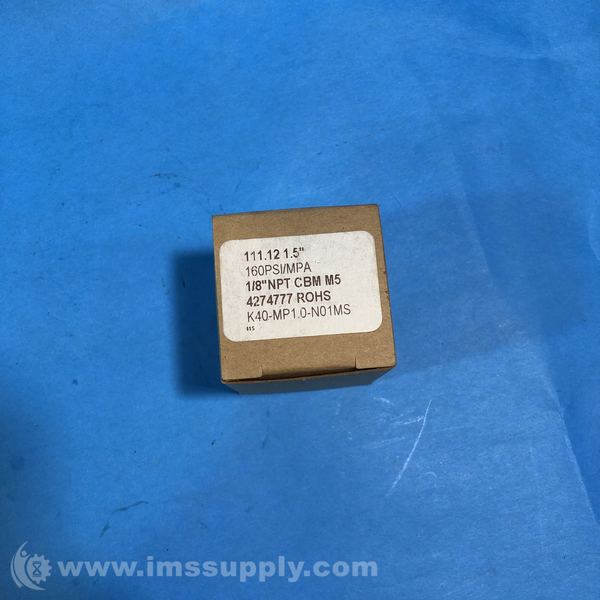 111.12 1.5"
160PSI/MPA
1/8"NPT CBM M5
4274777 ROHS
K40-MP1.0-N01MS
615
www.imssupply.com